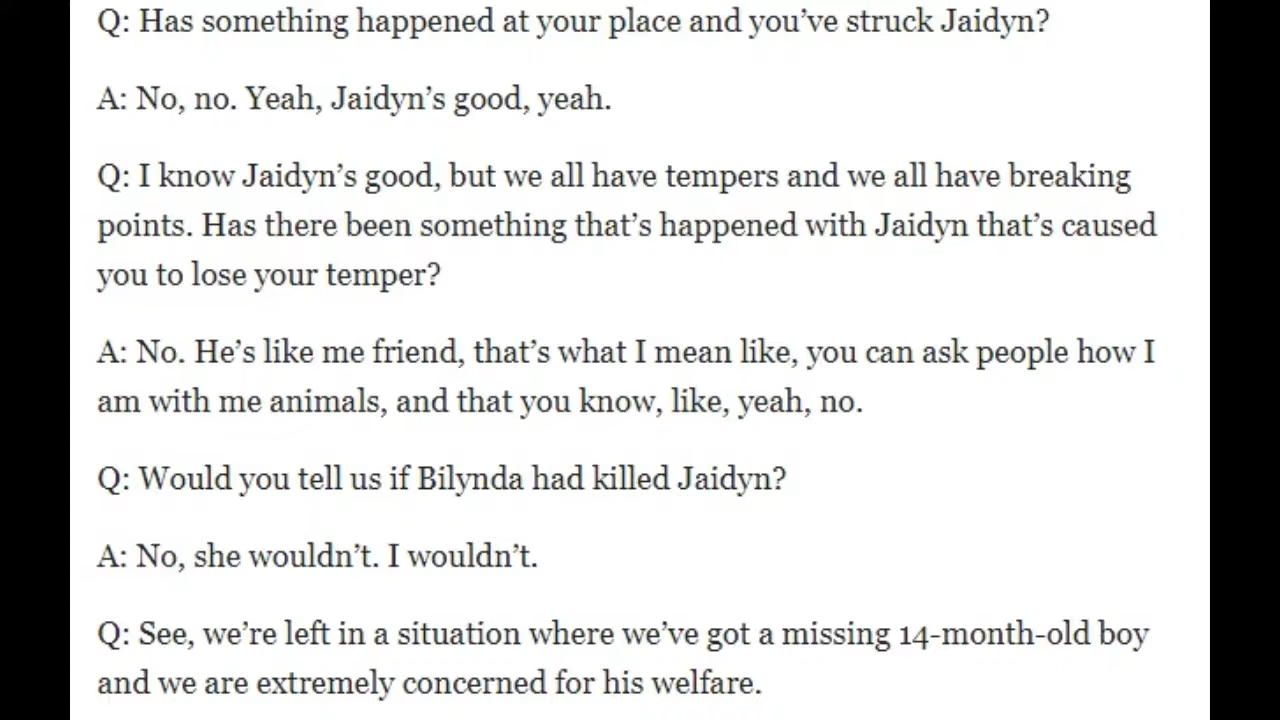 Q: Has something happened at your place and you’ve struck Jaidyn?
A: No, no. Yeah, Jaidyn’s good, yeah.
Q: I know Jaidyn’s good, but we all have tempers and we all have breaking
points. Has there been something that’s happened with Jaidyn that’s caused
you to lose your temper?
A: No. He’s like me friend, that’s what I mean like, you can ask people how I
am with me animals, and that you know, like, yeah, no.
Q: Would you tell us if Bilynda had killed Jaidyn?
A: No, she wouldn’t. I wouldn’t.
Q: See, we’re left in a situation where we’ve got a missing 14-month-old boy
and we are extremely concerned for his welfare.